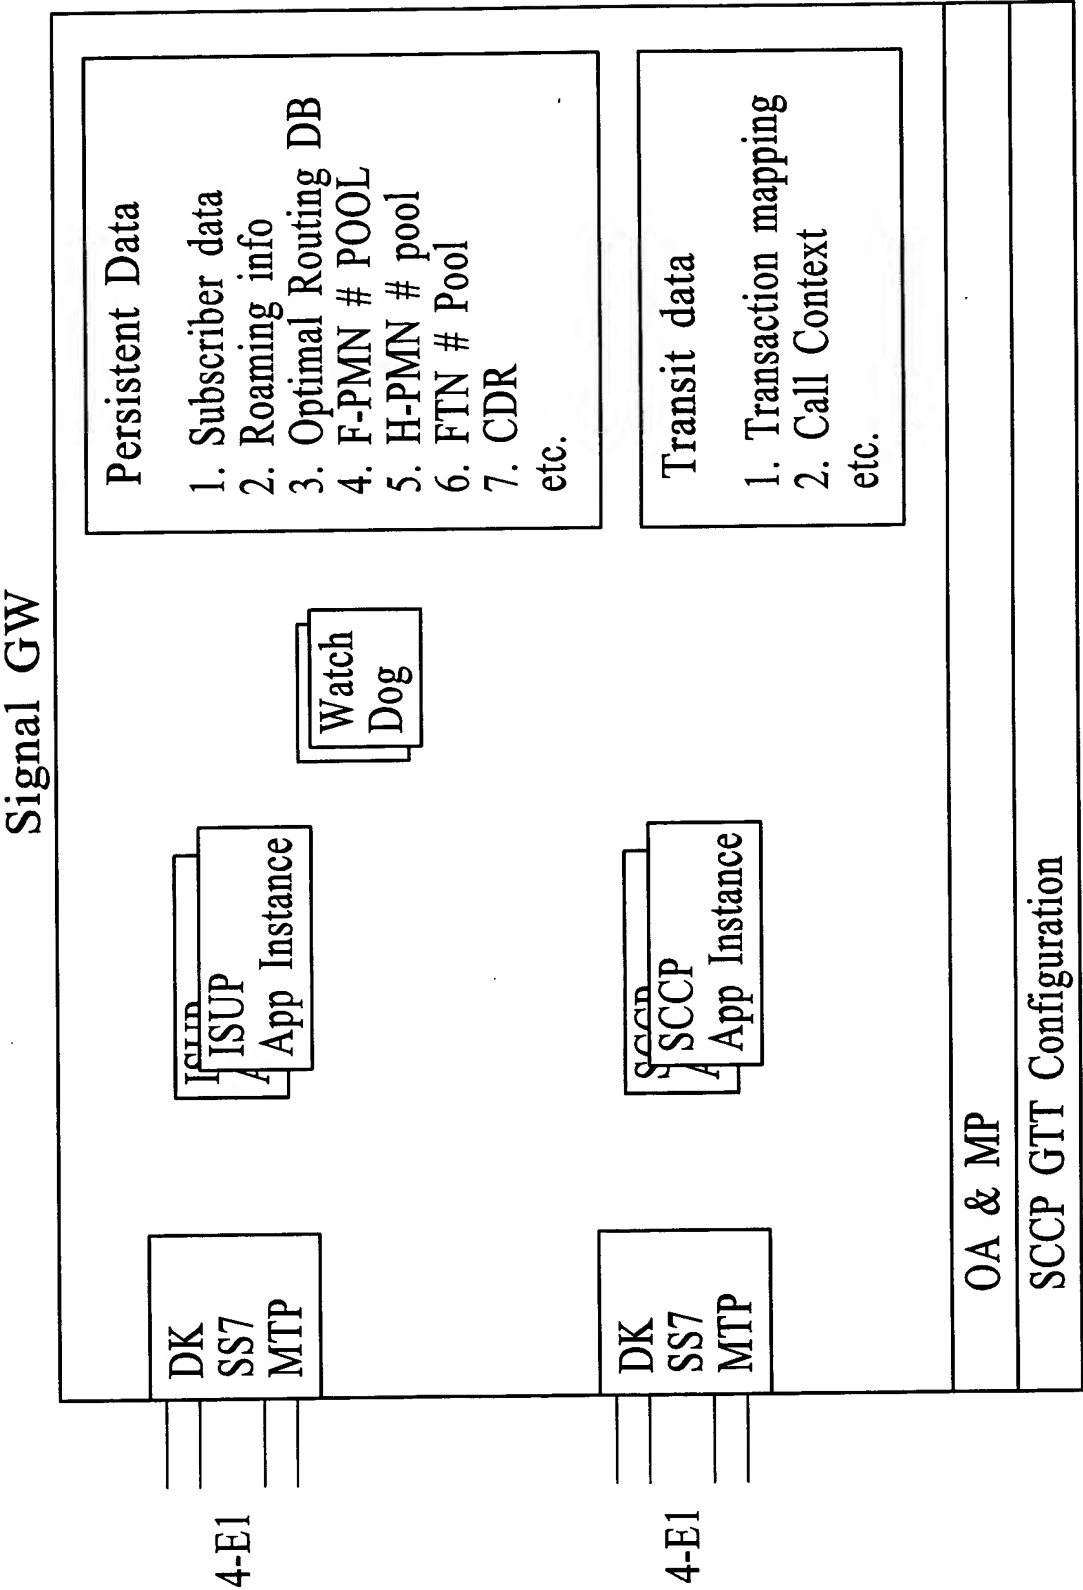 Signal GW
4-E1
DK
SS7
MTP
ISUP
A
ISUP
App Instance
Watch
Dog
Persistent Data
1. Subscriber data
2. Roaming info
3. Optimal Routing DB
4. F-PMN # POOL
5. H-PMN # pool
6. FTN # Pool
7. CDR
etc.
4-E1
DK
SS7
MTP
SCCP
A
SCCP
App Instance
Transit data
1. Transaction mapping
2. Call Context
etc.
OA & MP
SCCP GTT Configuration